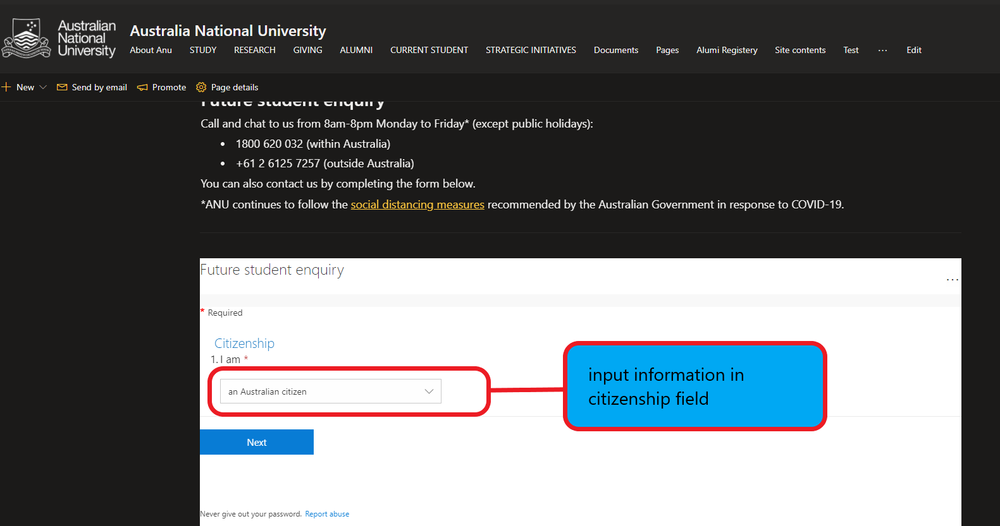 Australian
National
University
Australia National University
About Anu STUDY RESEARCH GIVING ALUMNI CURRENT STUDENT STRATEGIC INITIATIVES Documents Pages Alumi Registery Site contents Test ... Edit
New Send by email Promote Page details
Future student enquiry
Call and chat to us from 8am-8pm Monday to Friday* (except public holidays):
• 1800 620 032 (within Australia)
• +61 2 6125 7257 (outside Australia)
You can also contact us by completing the form below.
*ANU continues to follow the social distancing measures recommended by the Australian Government in response to COVID-19.
Future student enquiry
...
* Required
Citizenship
1. I am *
an Australian citizen
input information in
citizenship field
Next
Never give out your password. Report abuse